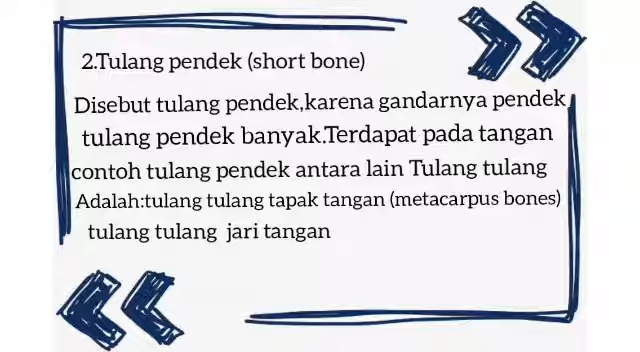 2.Tulang pendek (short bone)
Disebut tulang pendek,karena gandarnya pendek,
tulang pendek banyak.Terdapat pada tangan
contoh tulang pendek antara lain Tulang tulang
Adalah:tulang tulang tapak tangan (metacarpus bones)
tulang tulang jari tangan